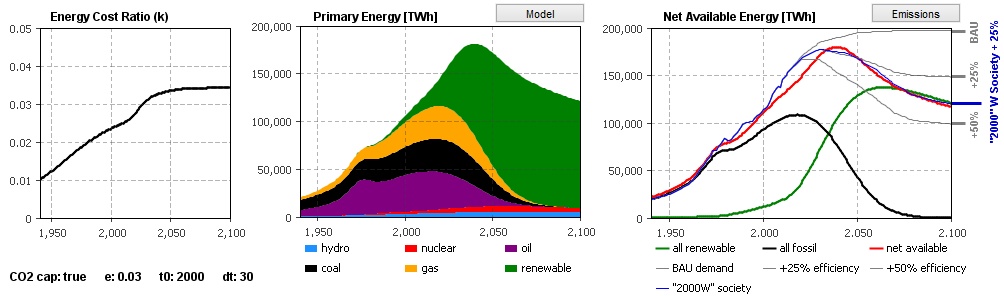 Energy Cost Ratio (k)
0.05
0.04
0.03
0.02
0.01
0
1,950
2,000
2,050
2,100
CO2 cap: true e: 0.03 t0: 2000 dt: 30
Primary Energy [TWh]
Model
200,000
150,000
100,000
50,000
0
1,950
2,000
2,050
2,100
hydro nuclear oil
coal gas renewable
Net Available Energy [TWh]
Emissions
200,000
150,000
100,000
50,000
0
1,950
2,000
2,050
2,100
BAU
+25%
+50%
"2000" W Society + 25%
all renewable all fossil net available
BAU demand +25% efficiency +50% efficiency
"2000W" society